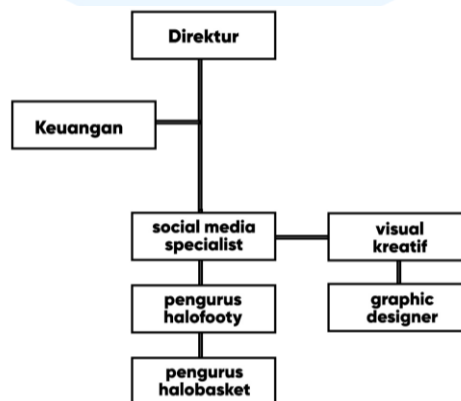 Direktur
Keuangan
social media
specialist
visual
kreatif
pengurus
halofooty
graphic
designer
pengurus
halobasket